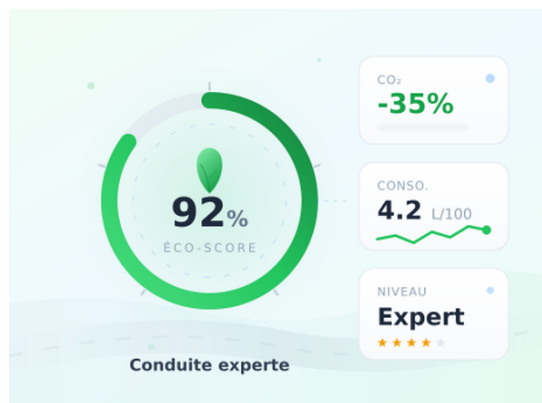 92%
ÉCO-SCORE
Conduite experte
CO₂
-35%
CONSO.
4.2 L/100
NIVEAU
Expert